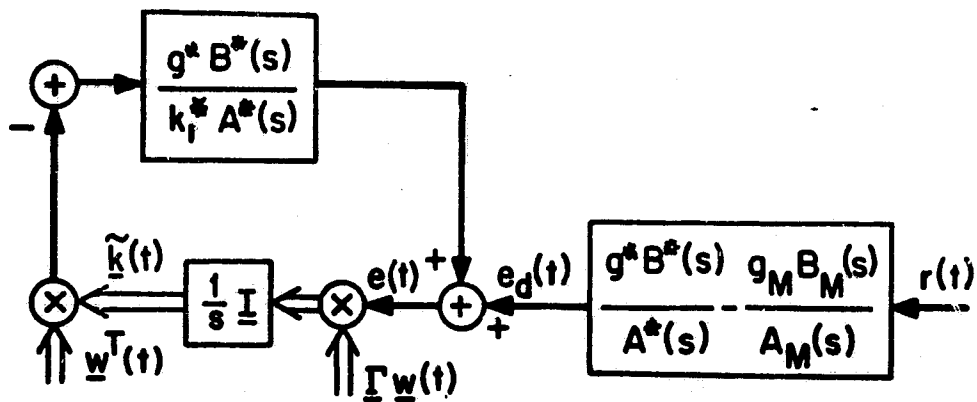 g* B*(s)
k₁* A*(s)
+
−
k̃(t)
1
s I
e(t)
+
+
+
e_d(t)
g* B*(s) − g_M B_M(s)
A*(s) A_M(s)
r(t)
×
×
w^T(t)
Γ w(t)